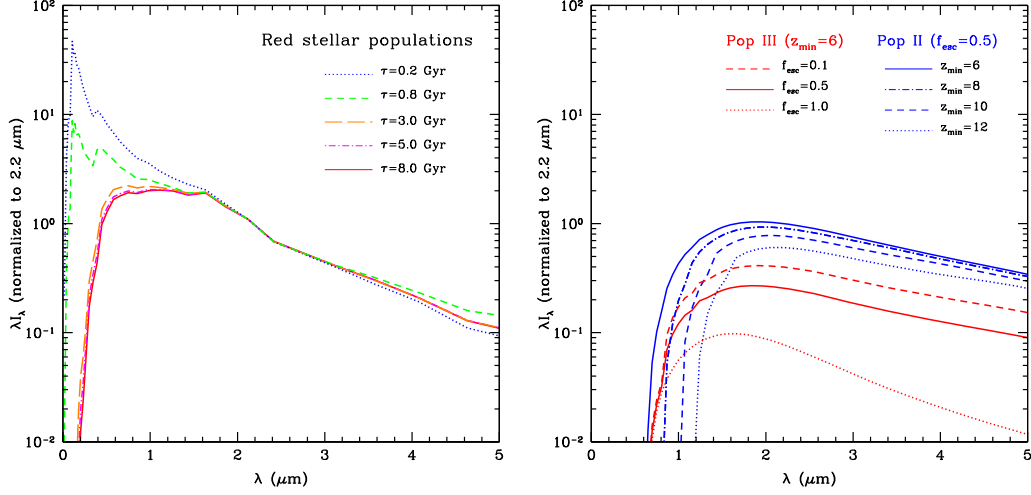 Red stellar populations
τ=0.2 Gyr
τ=0.8 Gyr
τ=3.0 Gyr
τ=5.0 Gyr
τ=8.0 Gyr
10²
10¹
10⁰
10⁻¹
10⁻²
λI_λ (normalized to 2.2 μm)
0 1 2 3 4 5
λ (μm)
Pop III (z_min=6)
f_esc=0.1
f_esc=0.5
f_esc=1.0
Pop II (f_esc=0.5)
z_min=6
z_min=8
z_min=10
z_min=12
10²
10¹
10⁰
10⁻¹
10⁻²
λI_λ (normalized to 2.2 μm)
0 1 2 3 4 5
λ (μm)